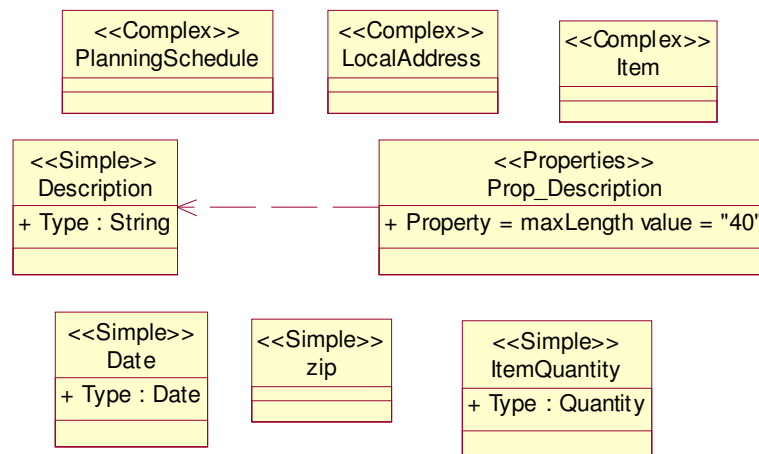 <<Complex>>
PlanningSchedule
<<Complex>>
LocalAddress
<<Complex>>
Item
<<Simple>>
Description
+ Type : String
<<Properties>>
Prop_Description
+ Property = maxLength value = "40"
<<Simple>>
Date
+ Type : Date
<<Simple>>
zip
<<Simple>>
ItemQuantity
+ Type : Quantity